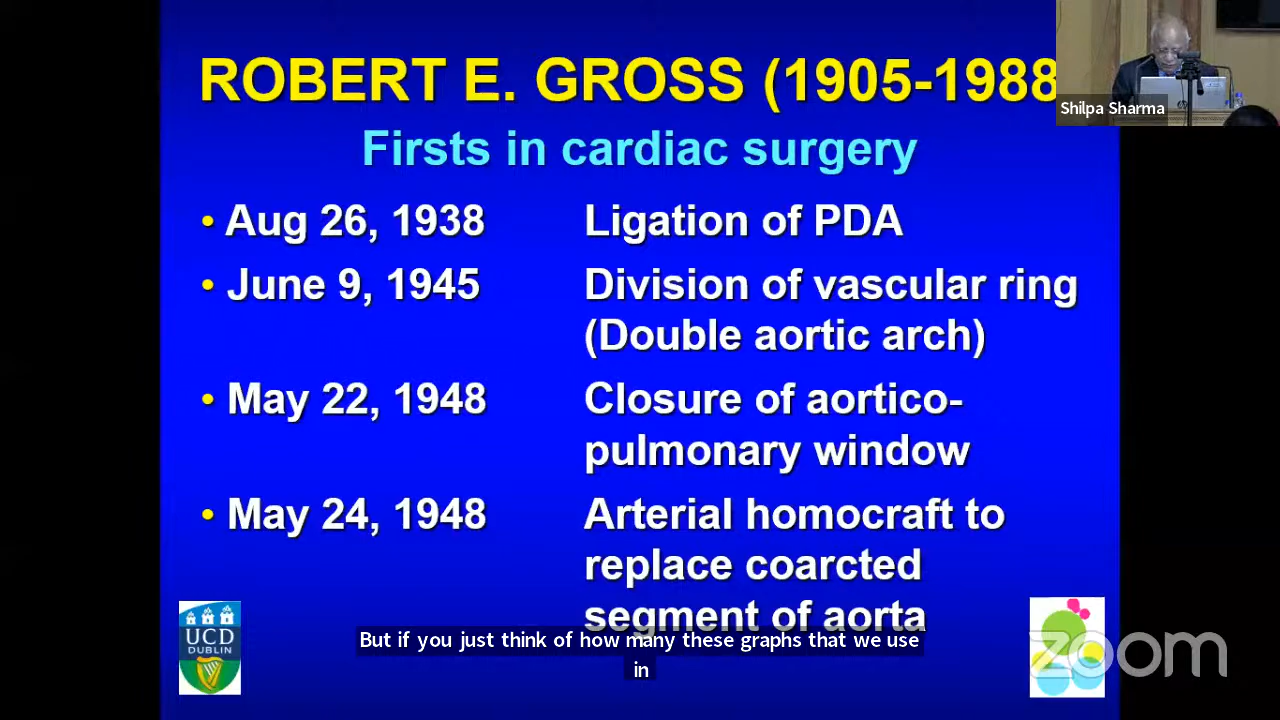 ROBERT E. GROSS (1905-1988
Shilpa Sharma
Firsts in cardiac surgery
• Aug 26, 1938 Ligation of PDA
• June 9, 1945 Division of vascular ring
(Double aortic arch)
• May 22, 1948 Closure of aortico-
pulmonary window
• May 24, 1948 Arterial homocraft to
replace coarcted
segment of aorta
But if you just think of how many these graphs that we use
in
UCD
DUBLIN
zoom